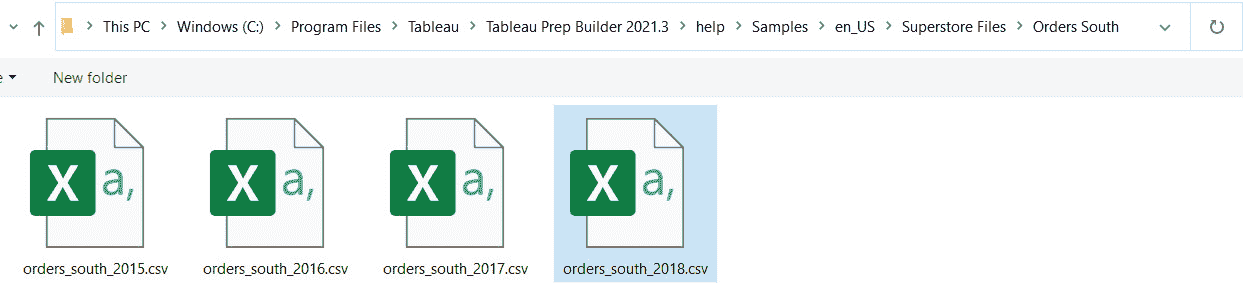 This PC > Windows (C:) > Program Files > Tableau > Tableau Prep Builder 2021.3 > help > Samples > en_US > Superstore Files > Orders South
e New folder
X a, X a, X a, X a,
orders_south_2015.csv orders_south_2016.csv orders_south_2017.csv orders_south_2018.csv